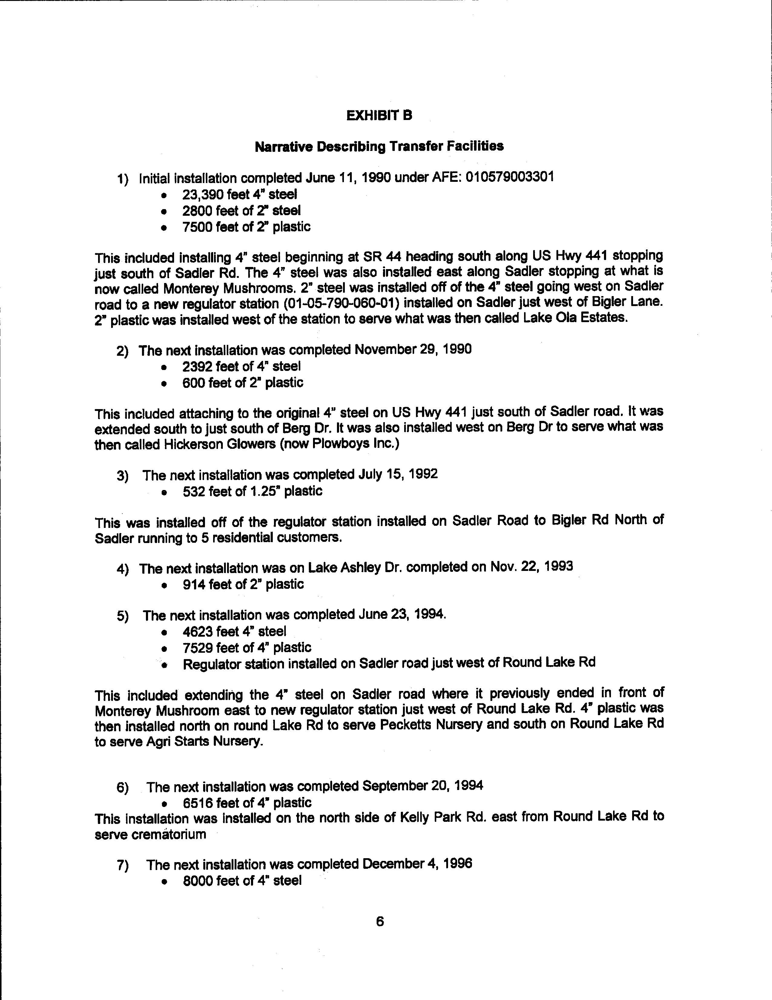 EXHIBIT B
Narrative Describing Transfer Facilities
1) Initial installation completed June 11, 1990 under AFE: 010579003301
• 23,390 feet 4" steel
• 2800 feet of 2" steel
• 7500 feet of 2" plastic
This included installing 4" steel beginning at SR 44 heading south along US Hwy 441 stopping
just south of Sadler Rd. The 4" steel was also installed east along Sadler stopping at what is
now called Monterey Mushrooms. 2" steel was installed off of the 4" steel going west on Sadler
road to a new regulator station (01-05-790-060-01) installed on Sadler just west of Bigler Lane.
2" plastic was installed west of the station to serve what was then called Lake Ola Estates.
2) The next installation was completed November 29, 1990
• 2392 feet of 4" steel
• 600 feet of 2" plastic
This included attaching to the original 4" steel on US Hwy 441 just south of Sadler road. It was
extended south to just south of Berg Dr. It was also installed west on Berg Dr to serve what was
then called Hickerson Glowers (now Plowboys Inc.)
3) The next installation was completed July 15, 1992
• 532 feet of 1.25" plastic
This was installed off of the regulator station installed on Sadler Road to Bigler Rd North of
Sadler running to 5 residential customers.
4) The next installation was on Lake Ashley Dr. completed on Nov. 22, 1993
• 914 feet of 2" plastic
5) The next installation was completed June 23, 1994.
• 4623 feet 4" steel
• 7529 feet of 4" plastic
• Regulator station installed on Sadler road just west of Round Lake Rd
This included extending the 4" steel on Sadler road where it previously ended in front of
Monterey Mushroom east to new regulator station just west of Round Lake Rd. 4" plastic was
then installed north on round Lake Rd to serve Pecketts Nursery and south on Round Lake Rd
to serve Agri Starts Nursery.
6) The next installation was completed September 20, 1994
• 6516 feet of 4" plastic
This installation was installed on the north side of Kelly Park Rd. east from Round Lake Rd to
serve crematorium
7) The next installation was completed December 4, 1996
• 8000 feet of 4" steel
6